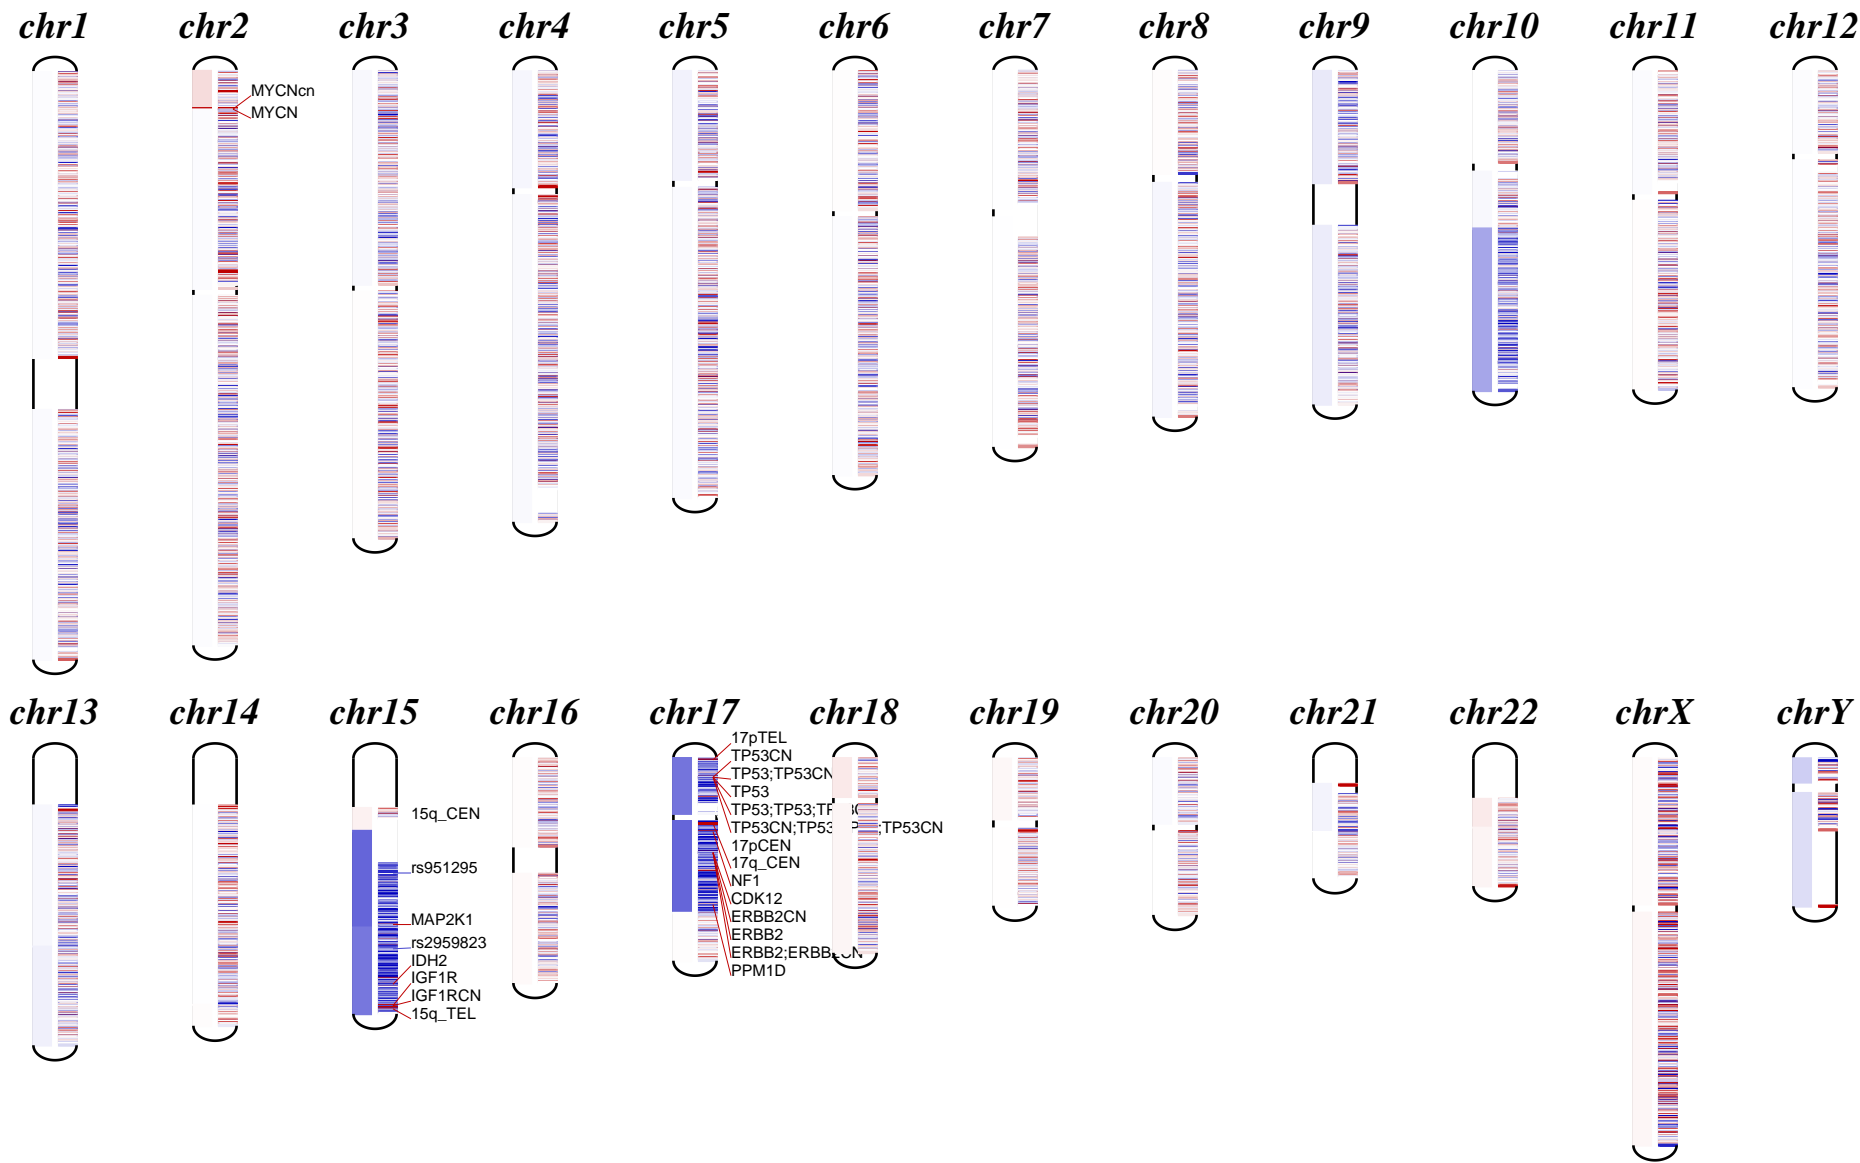 chr1 chr2 chr3 chr4 chr5 chr6 chr7 chr8 chr9 chr10 chr11 chr12
MYCNcn
MYCN
chr13 chr14 chr15 chr16 chr17 chr18 chr19 chr20 chr21 chr22 chrX chrY
15q_CEN
rs951295
MAP2K1
rs2959823
IDH2
IGF1R
IGF1RCN
15q_TEL
17pTEL
TP53CN
TP53;TP53CN
TP53
TP53;TP53;
TP53CN;TP53 ;TP53CN
17pCEN
17q_CEN
NF1
CDK12
ERBB2CN
ERBB2
ERBB2;ERBB2CN
PPM1D